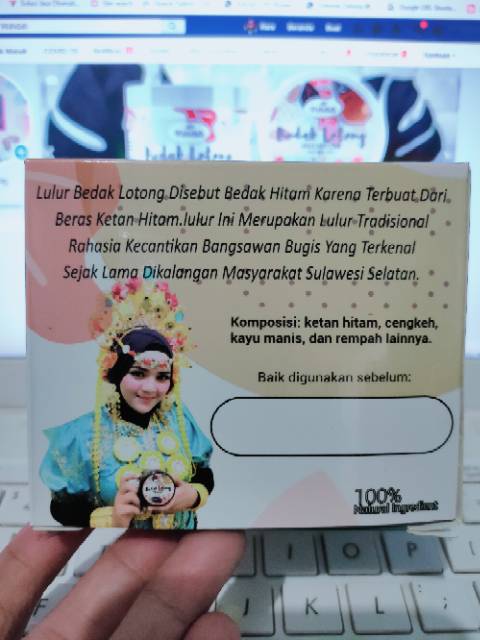 Bedak Lotong
Lulur Bedak Lotong Disebut Bedak Hitam Karena Terbuat Dari
Beras Ketan Hitam.lulur Ini Merupakan Lulur Tradisional
Rahasia Kecantikan Bangsawan Bugis Yang Terkenal
Sejak Lama Dikalangan Masyarakat Sulawesi Selatan.
Komposisi: ketan hitam, cengkeh,
kayu manis, dan rempah lainnya.
Baik digunakan sebelum:
100%
Natural Ingredient
I O P
J K L